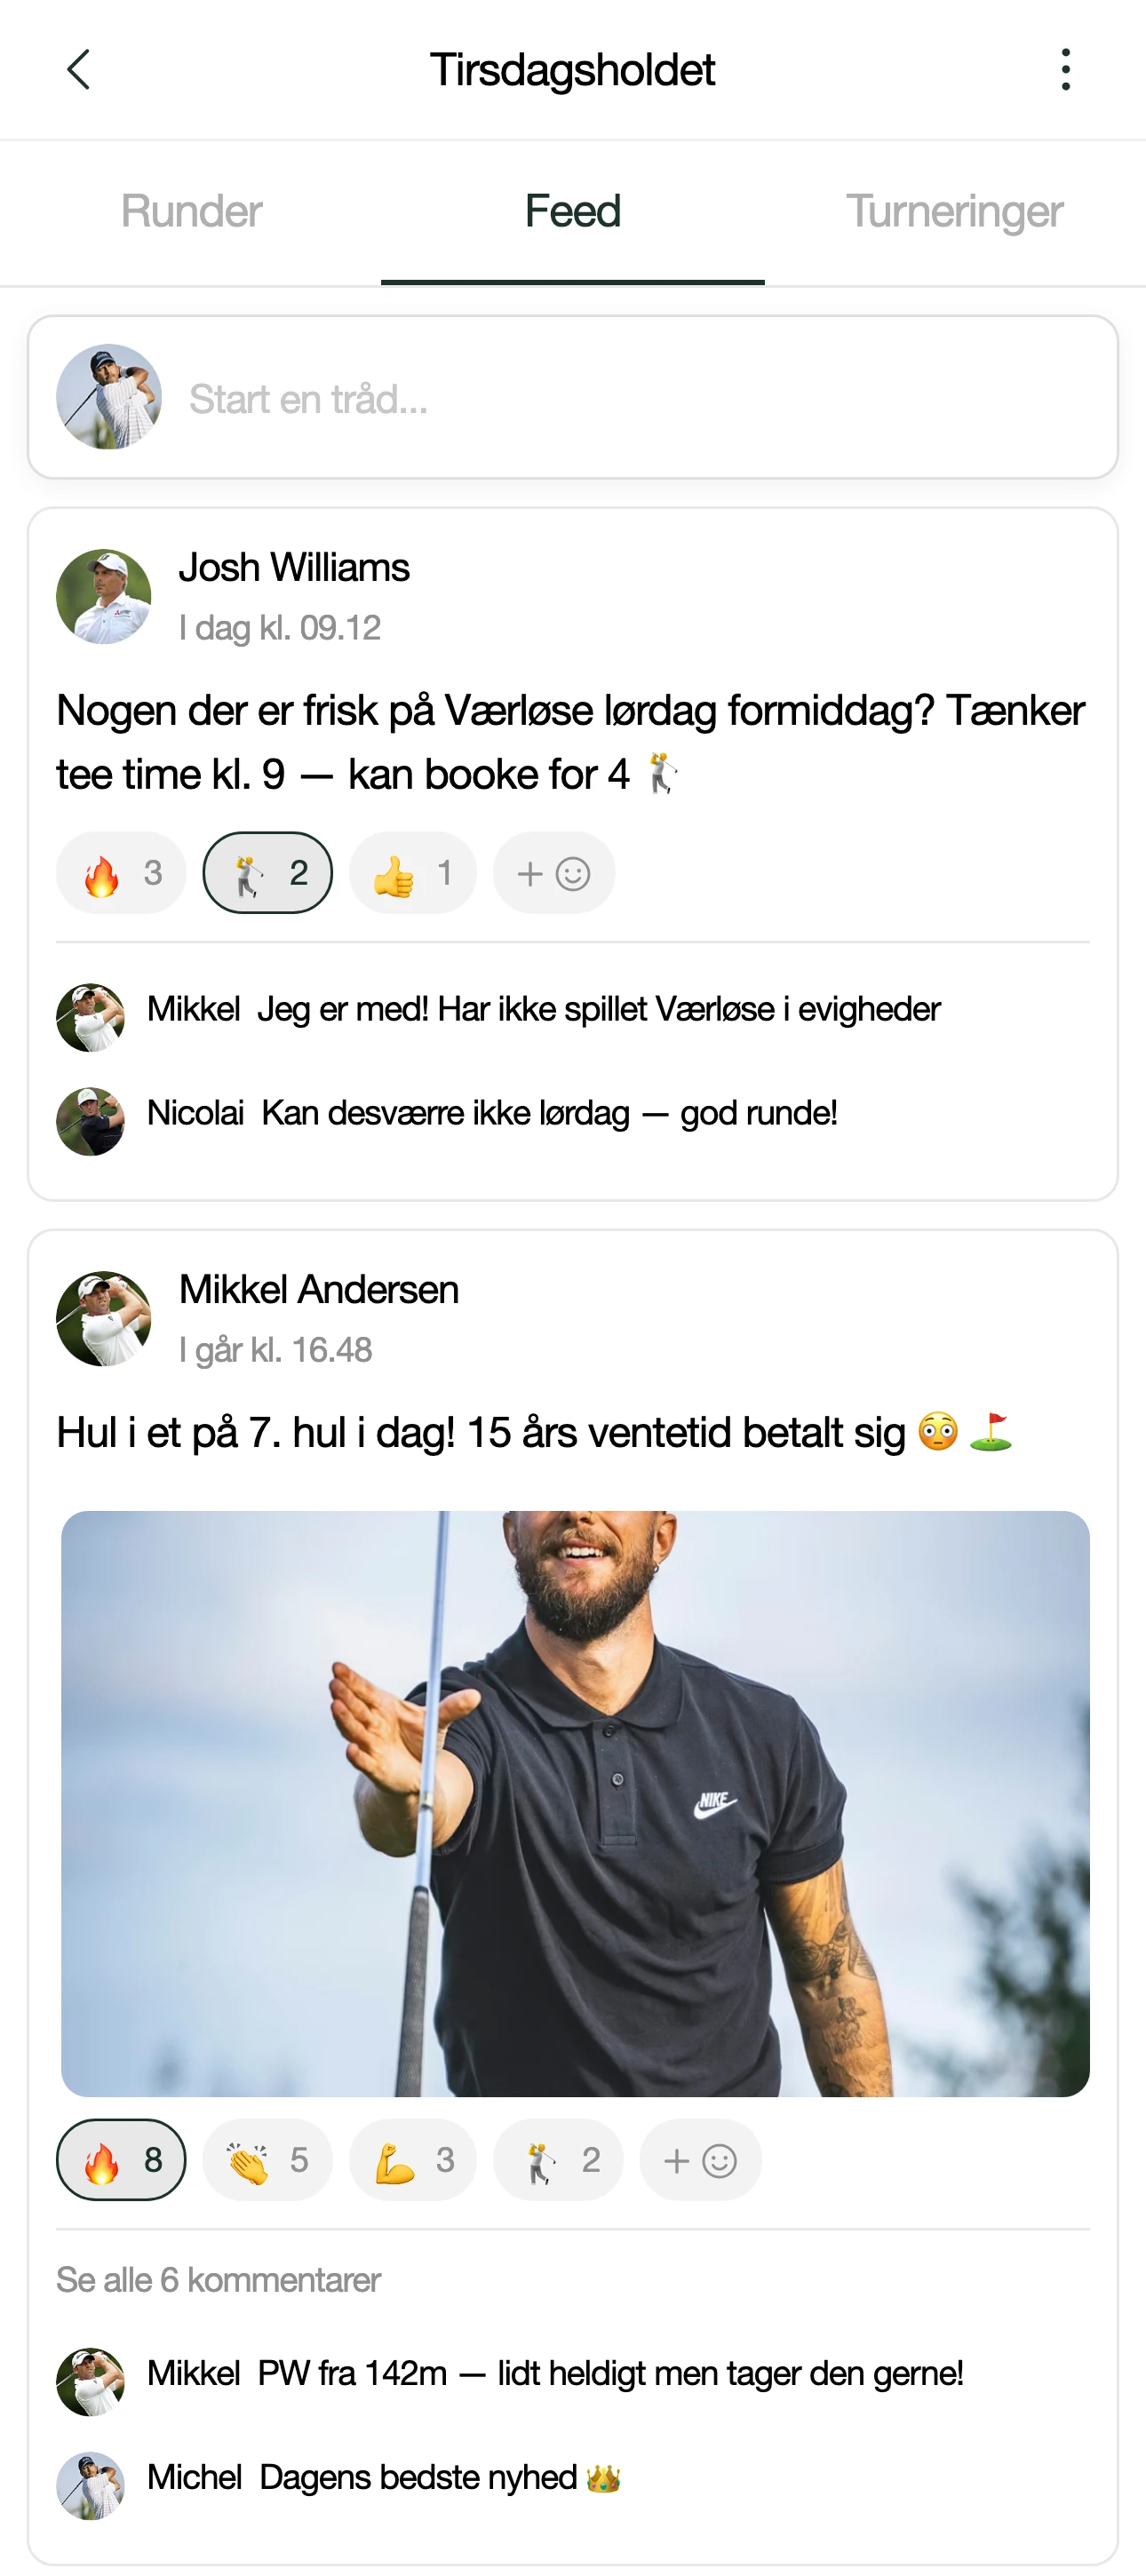 Tirsdagsholdet
Runder
Feed
Turneringer
Start en tråd...
Josh Williams
I dag kl. 09.12
Nogen der er frisk på Værløse lørdag formiddag? Tænker
tee time kl. 9 — kan booke for 4 🏌️
🔥 3
🏌️ 2
👍 1
+
Mikkel Jeg er med! Har ikke spillet Værløse i evigheder
Nicolai Kan desværre ikke lørdag — god runde!
Mikkel Andersen
I går kl. 16.48
Hul i et på 7. hul i dag! 15 års ventetid betalt sig 😳 ⛳
NIKE
🔥 8
👏 5
💪 3
🏌️ 2
+
Se alle 6 kommentarer
Mikkel PW fra 142m — lidt heldigt men tager den gerne!
Michel Dagens bedste nyhed 👑